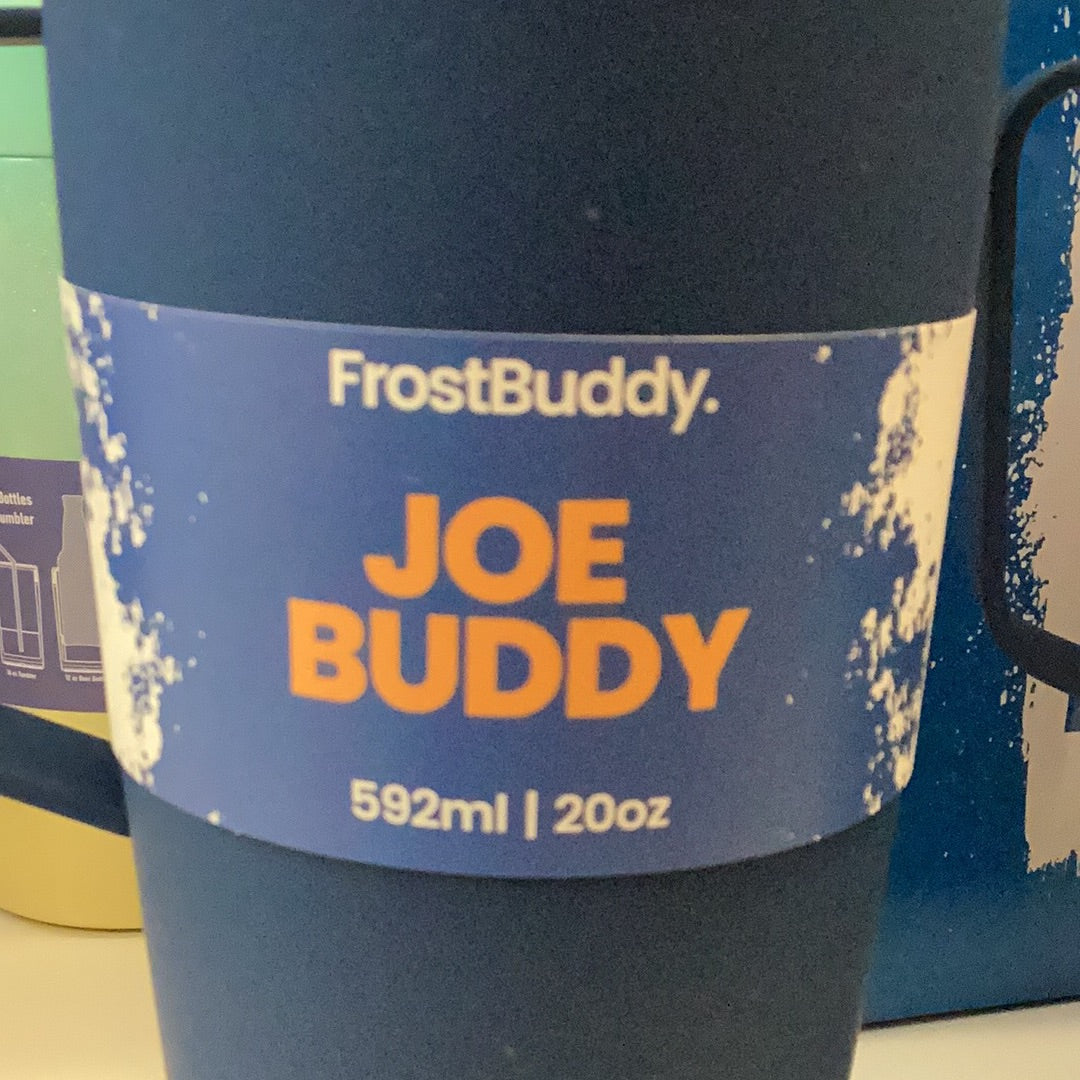 FrostBuddy.
JOE
BUDDY
592ml | 20oz